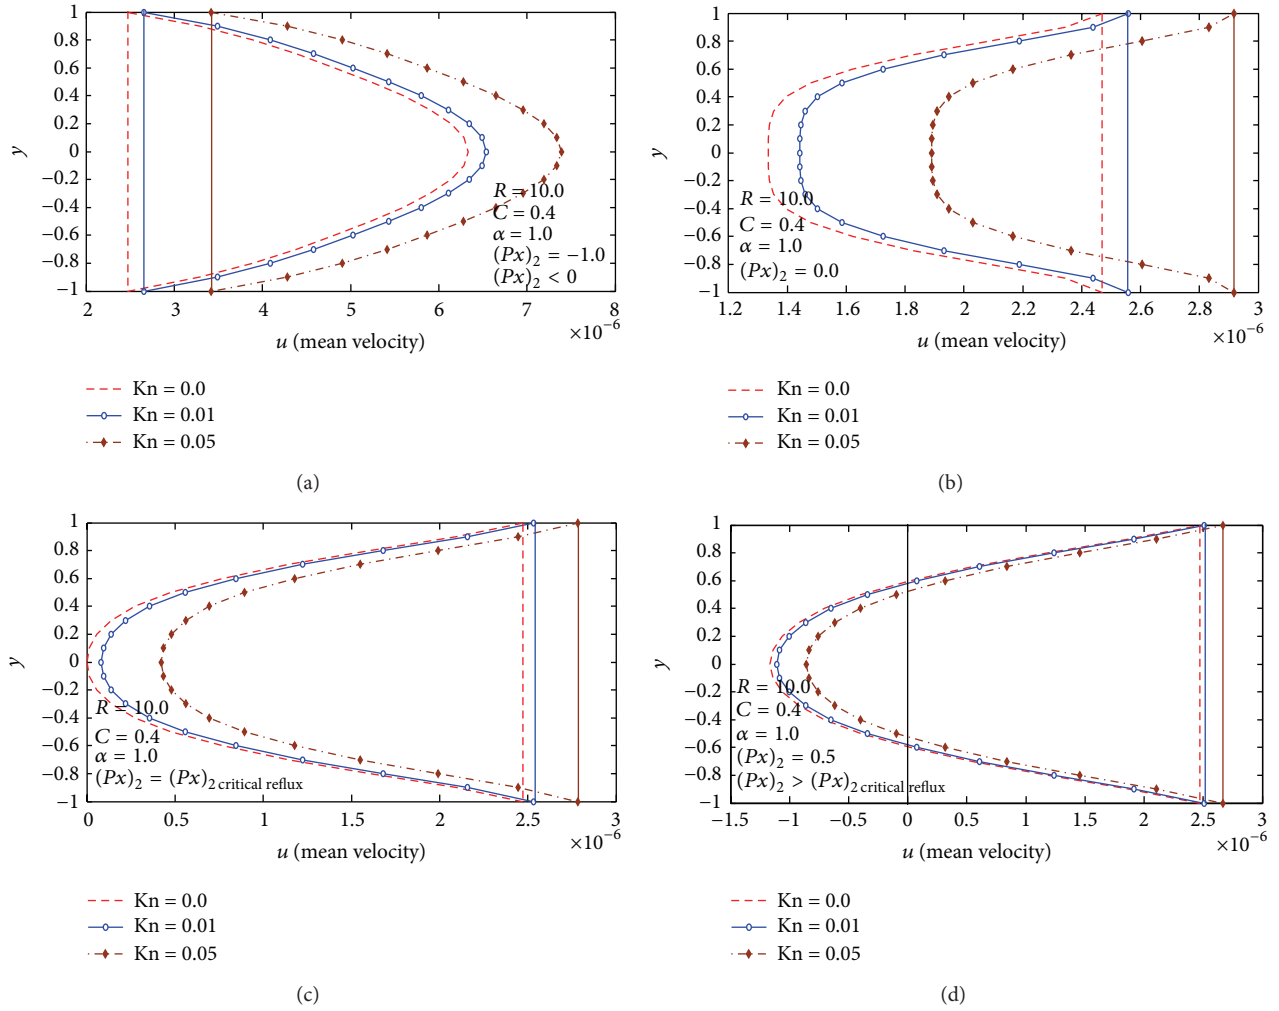 1
0.8
0.6
0.4
0.2
0
−0.2
−0.4
−0.6
−0.8
−1
y
2 3 4 5 6 7 8
×10−6
u (mean velocity)
R = 10.0
C = 0.4
α = 1.0
(Px)2 = −1.0
(Px)2 < 0
Kn = 0.0
Kn = 0.01
Kn = 0.05
(a)
1
0.8
0.6
0.4
0.2
0
−0.2
−0.4
−0.6
−0.8
−1
y
1.2 1.4 1.6 1.8 2 2.2 2.4 2.6 2.8 3
×10−6
u (mean velocity)
R = 10.0
C = 0.4
α = 1.0
(Px)2 = 0.0
Kn = 0.0
Kn = 0.01
Kn = 0.05
(b)
1
0.8
0.6
0.4
0.2
0
−0.2
−0.4
−0.6
−0.8
−1
y
0 0.5 1 1.5 2 2.5 3
×10−6
u (mean velocity)
R = 10.0
C = 0.4
α = 1.0
(Px)2 = (Px)2 critical reflux
Kn = 0.0
Kn = 0.01
Kn = 0.05
(c)
1
0.8
0.6
0.4
0.2
0
−0.2
−0.4
−0.6
−0.8
−1
y
−1.5 −1 −0.5 0 0.5 1 1.5 2 2.5 3
×10−6
u (mean velocity)
R = 10.0
C = 0.4
α = 1.0
(Px)2 = 0.5
(Px)2 > (Px)2 critical reflux
Kn = 0.0
Kn = 0.01
Kn = 0.05
(d)